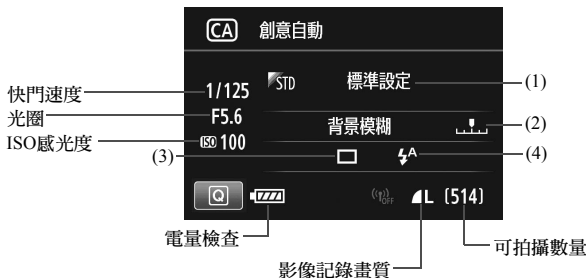 CA 創意自動
快門速度
1/125
STD
標準設定
(1)
光圈
F5.6
背景模糊
(2)
ISO感光度
ISO 100
(3)
A
(4)
Q
OFF
L
[514]
電量檢查
可拍攝數量
影像記錄畫質